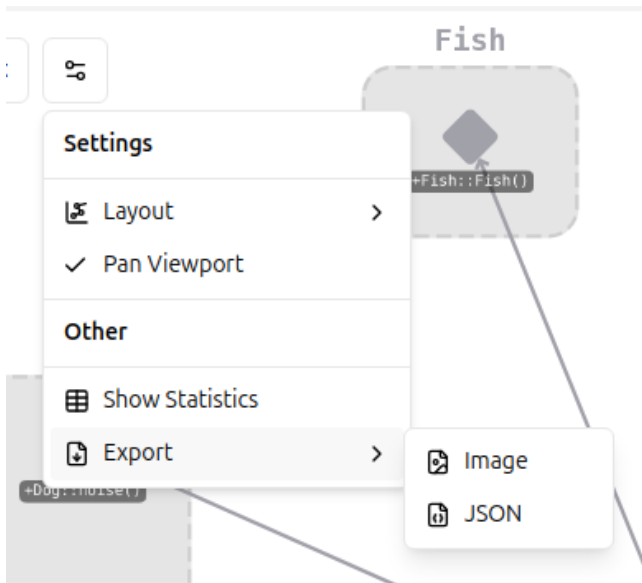 Fish
Settings
+Fish::Fish()
Layout
Pan Viewport
Other
Show Statistics
Export
Image
+Dog::noise()
JSON